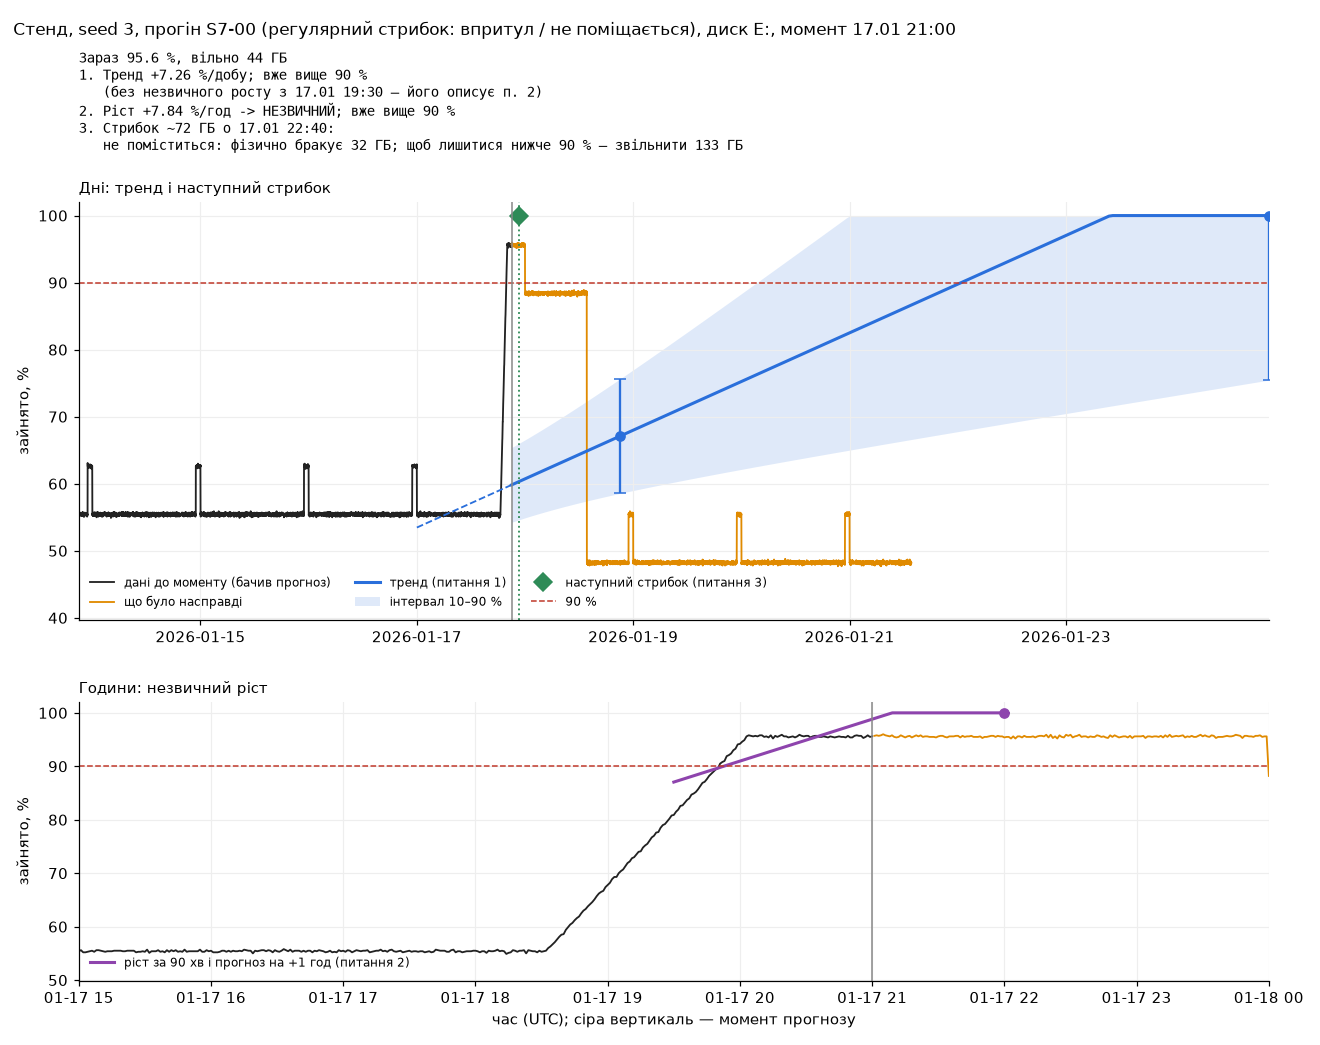 Стенд, seed 3, прогін S7-00 (регулярний стрибок: впритул / не поміщається), диск E:, момент 17.01 21:00
Зараз 95.6 %, вільно 44 ГБ
1. Тренд +7.26 %/добу; вже вище 90 %
(без незвичного росту з 17.01 19:30 — його описує п. 2)
2. Ріст +7.84 %/год -> НЕЗВИЧНИЙ; вже вище 90 %
3. Стрибок ~72 ГБ о 17.01 22:40:
не поміститься: фізично бракує 32 ГБ; щоб лишитися нижче 90 % — звільнити 133 ГБ
Дні: тренд і наступний стрибок
100
90
80
70
60
50
40
зайнято, %
дані до моменту (бачив прогноз)
що було насправді
тренд (питання 1)
інтервал 10–90 %
наступний стрибок (питання 3)
90 %
2026-01-15
2026-01-17
2026-01-19
2026-01-21
2026-01-23
Години: незвичний ріст
100
90
80
70
60
50
зайнято, %
ріст за 90 хв і прогноз на +1 год (питання 2)
01-17 15
01-17 16
01-17 17
01-17 18
01-17 19
01-17 20
01-17 21
01-17 22
01-17 23
01-18 00
час (UTC); сіра вертикаль — момент прогнозу